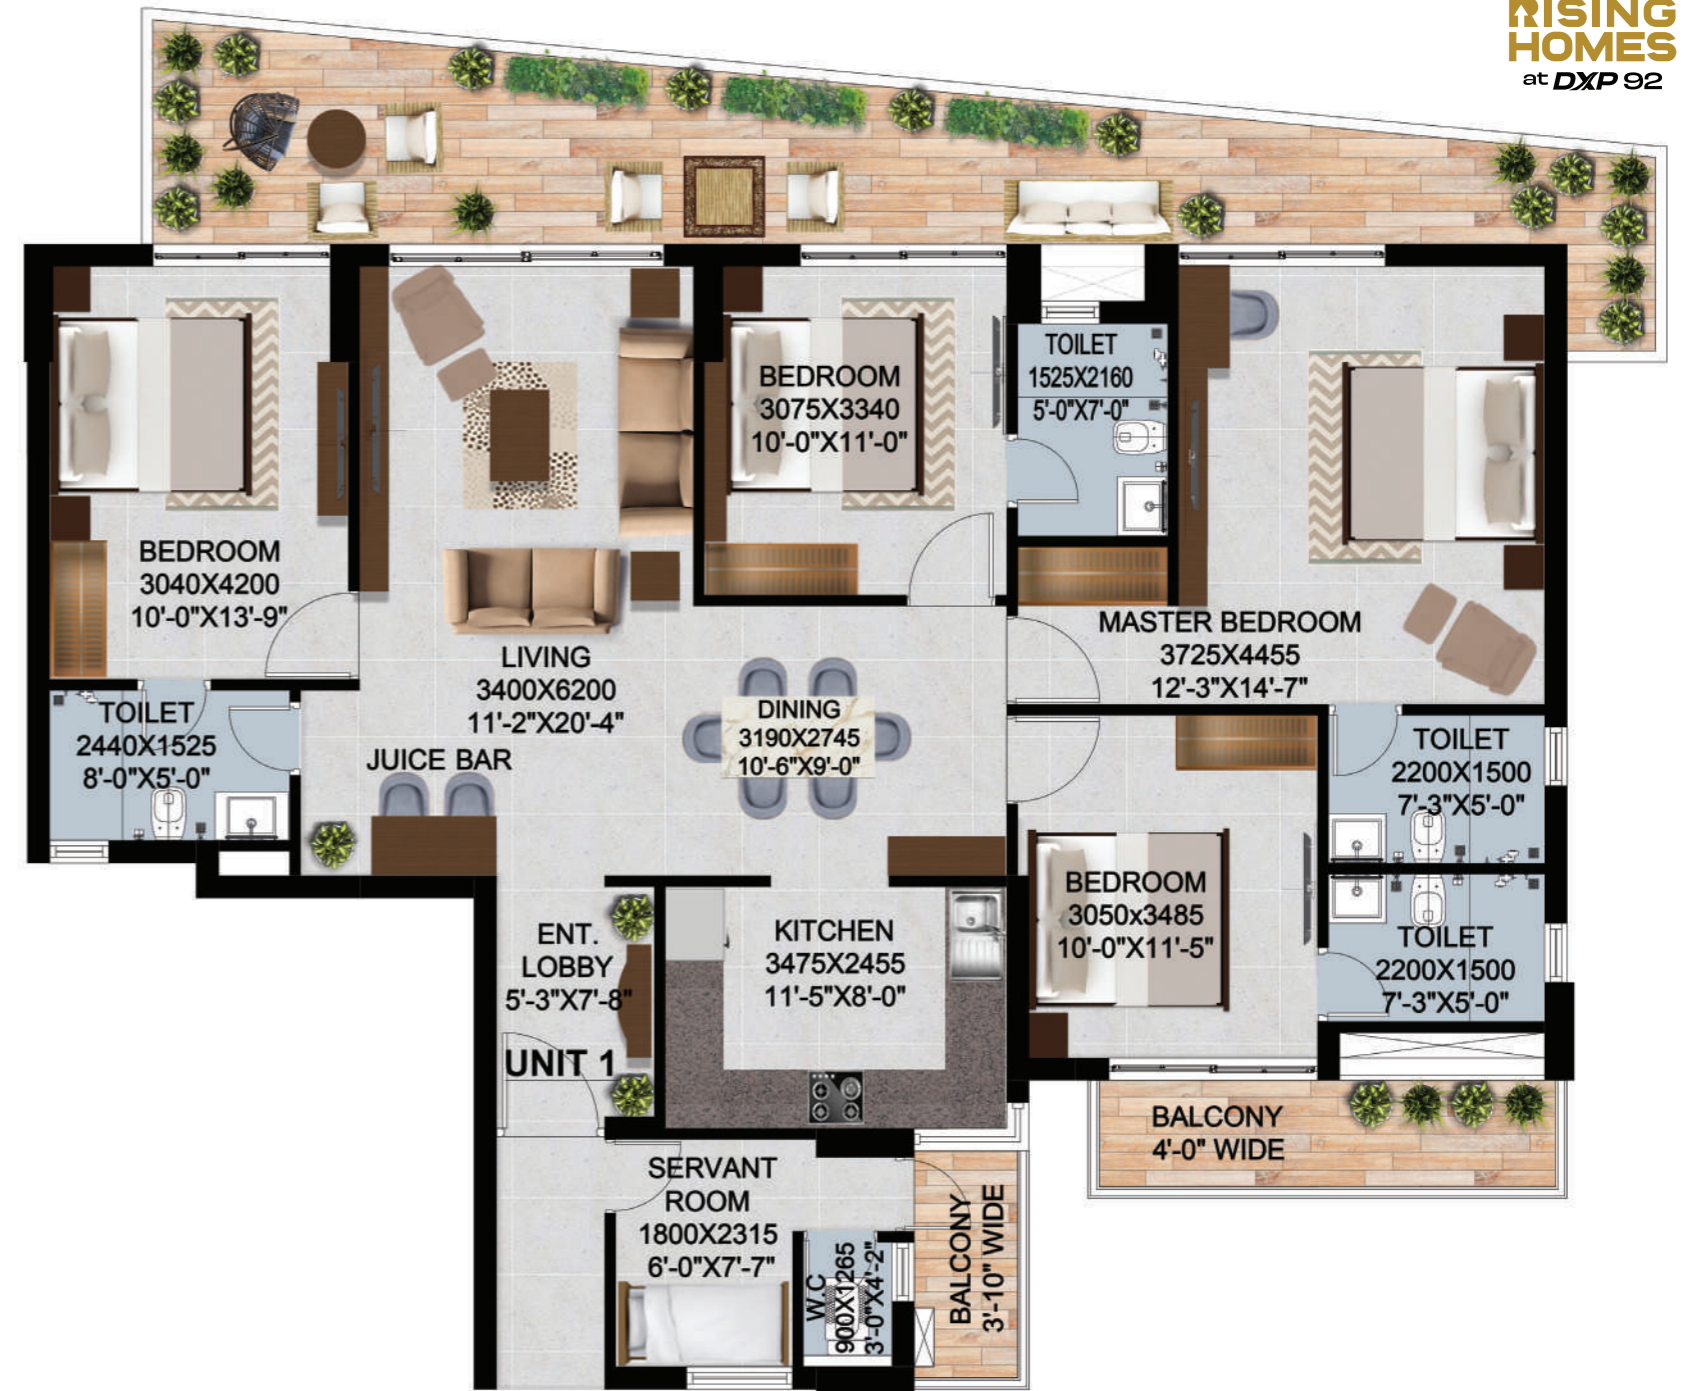 RISING
HOMES
at DXP 92
TOILET
1525X2160
5'-0"X7'-0"
BEDROOM
3075X3340
10'-0"X11'-0"
BEDROOM
3040X4200
10'-0"X13'-9"
MASTER BEDROOM
3725X4455
12'-3"X14'-7"
LIVING
3400X6200
11'-2"X20'-4"
DINING
3190X2745
10'-6"X9'-0"
TOILET
2440X1525
8'-0"X5'-0"
JUICE BAR
TOILET
2200X1500
7'-3"X5'-0"
BEDROOM
3050x3485
10'-0"X11'-5"
TOILET
2200X1500
7'-3"X5'-0"
ENT.
LOBBY
5'-3"X7'-8"
KITCHEN
3475X2455
11'-5"X8'-0"
UNIT 1
BALCONY
4'-0" WIDE
SERVANT
ROOM
1800X2315
6'-0"X7'-7"
W.C
900X1265
3'-0"X4'-2"
BALCONY
3'-10" WIDE